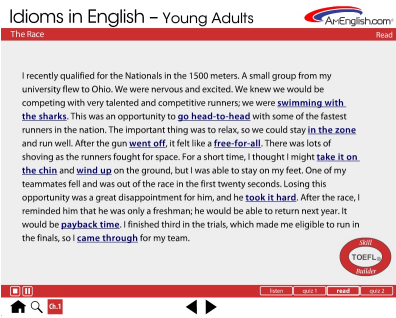 Idioms in English – Young Adults
AmEnglish.com®
The Race
Read
I recently qualified for the Nationals in the 1500 meters. A small group from my
university flew to Ohio. We were nervous and excited. We knew we would be
competing with very talented and competitive runners; we were swimming with
the sharks. This was an opportunity to go head-to-head with some of the fastest
runners in the nation. The important thing was to relax, so we could stay in the zone
and run well. After the gun went off, it felt like a free-for-all. There was lots of
shoving as the runners fought for space. For a short time, I thought I might take it on
the chin and wind up on the ground, but I was able to stay on my feet. One of my
teammates fell and was out of the race in the first twenty seconds. Losing this
opportunity was a great disappointment for him, and he took it hard. After the race, I
reminded him that he was only a freshman; he would be able to return next year. It
would be payback time. I finished third in the trials, which made me eligible to run in
the finals, so I came through for my team.
Skill
TOEFL®
Builder
listen
quiz 1
read
quiz 2
Ch.1